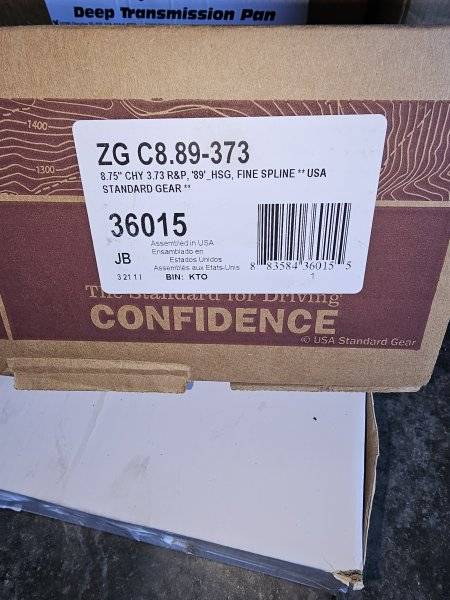 Deep Transmission Pan
1400
1300
ZG C8.89-373
8.75" CHY 3.73 R&P, '89'_HSG, FINE SPLINE ** USA
STANDARD GEAR **
36015
Assembled in USA
Ensamblado en
Estados Unidos
Assemblés aux Etats-Unis
JB
3 21 1 1
BIN: KTO
8 83584 36015 5
1
The Standard for Driving
CONFIDENCE
© USA Standard Gear